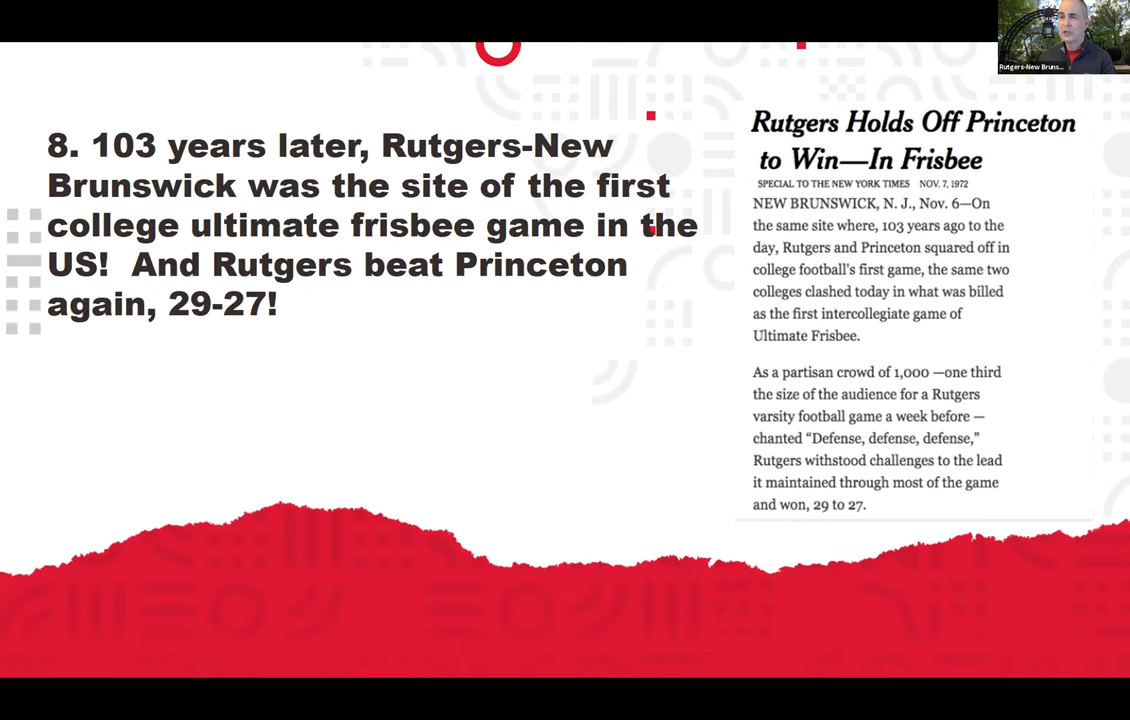 8. 103 years later, Rutgers-New
Brunswick was the site of the first
college ultimate frisbee game in the
US!  And Rutgers beat Princeton
again, 29-27!
Rutgers Holds Off Princeton
to Win—In Frisbee
SPECIAL TO THE NEW YORK TIMES NOV. 7, 1972
NEW BRUNSWICK, N. J., Nov. 6—On
the same site where, 103 years ago to the
day, Rutgers and Princeton squared off in
college football's first game, the same two
colleges clashed today in what was billed
as the first intercollegiate game of
Ultimate Frisbee.
As a partisan crowd of 1,000 —one third
the size of the audience for a Rutgers
varsity football game a week before —
chanted “Defense, defense, defense,”
Rutgers withstood challenges to the lead
it maintained through most of the game
and won, 29 to 27.
Rutgers-New Bruns...